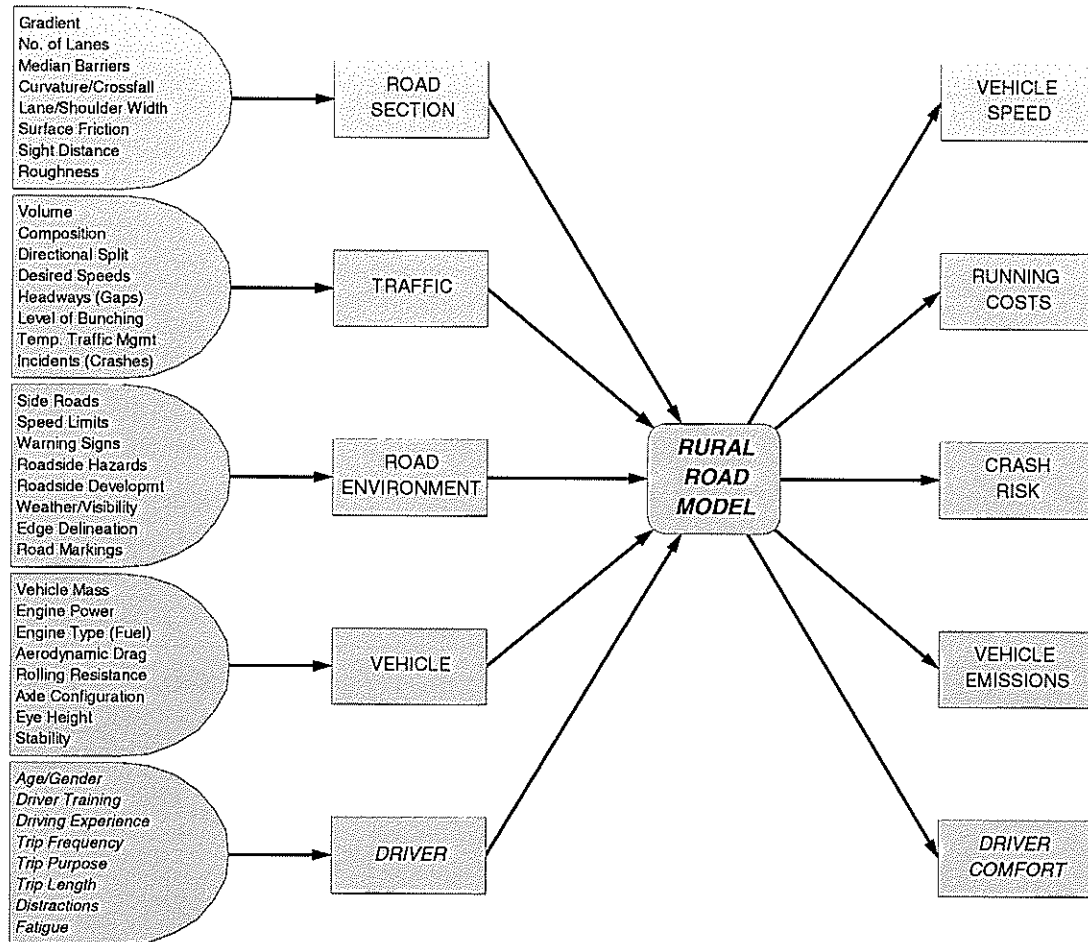 Gradient
No. of Lanes
Median Barriers
Curvature/Crossfall
Lane/Shoulder Width
Surface Friction
Sight Distance
Roughness
ROAD
SECTION
VEHICLE
SPEED
Volume
Composition
Directional Split
Desired Speeds
Headways (Gaps)
Level of Bunching
Temp. Traffic Mgmt
Incidents (Crashes)
TRAFFIC
RUNNING
COSTS
Side Roads
Speed Limits
Warning Signs
Roadside Hazards
Roadside Developmt
Weather/Visibility
Edge Delineation
Road Markings
ROAD
ENVIRONMENT
RURAL
ROAD
MODEL
CRASH
RISK
Vehicle Mass
Engine Power
Engine Type (Fuel)
Aerodynamic Drag
Rolling Resistance
Axle Configuration
Eye Height
Stability
VEHICLE
VEHICLE
EMISSIONS
Age/Gender
Driver Training
Driving Experience
Trip Frequency
Trip Purpose
Trip Length
Distractions
Fatigue
DRIVER
DRIVER
COMFORT